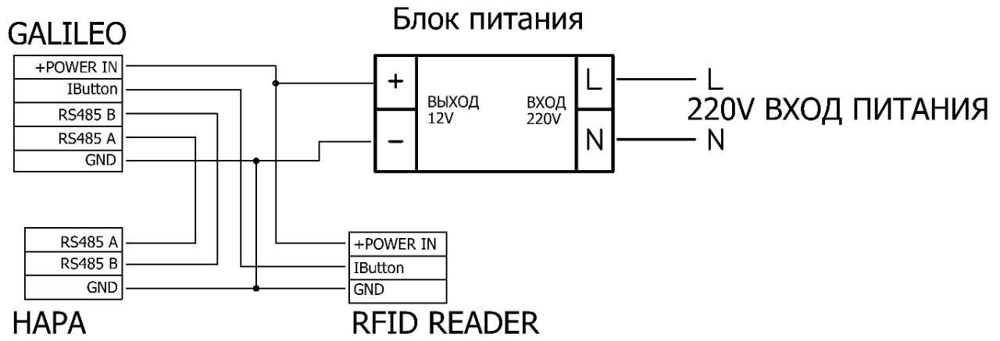 Блок питания
GALILEO
+POWER IN
IButton
RS485 B
RS485 A
GND
+
−
ВЫХОД
12V
ВХОД
220V
L
N
L
220V ВХОД ПИТАНИЯ
N
RS485 A
RS485 B
GND
НАРА
+POWER IN
IButton
GND
RFID READER